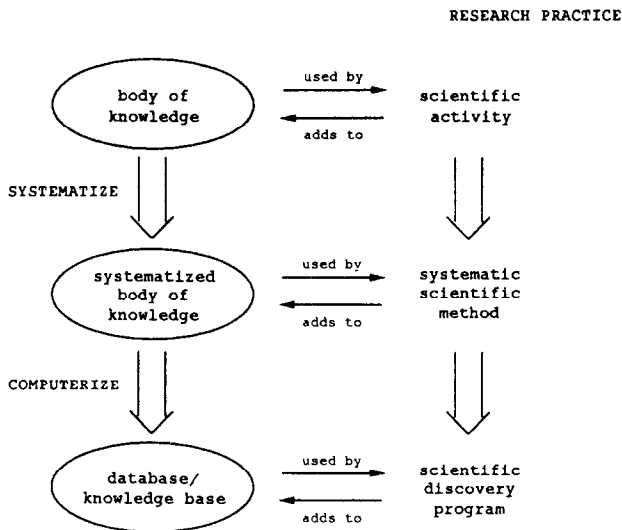 RESEARCH PRACTICE
body of
knowledge
used by
adds to
scientific
activity
SYSTEMATIZE
systematized
body of
knowledge
used by
adds to
systematic
scientific
method
COMPUTERIZE
database/
knowledge base
used by
adds to
scientific
discovery
program